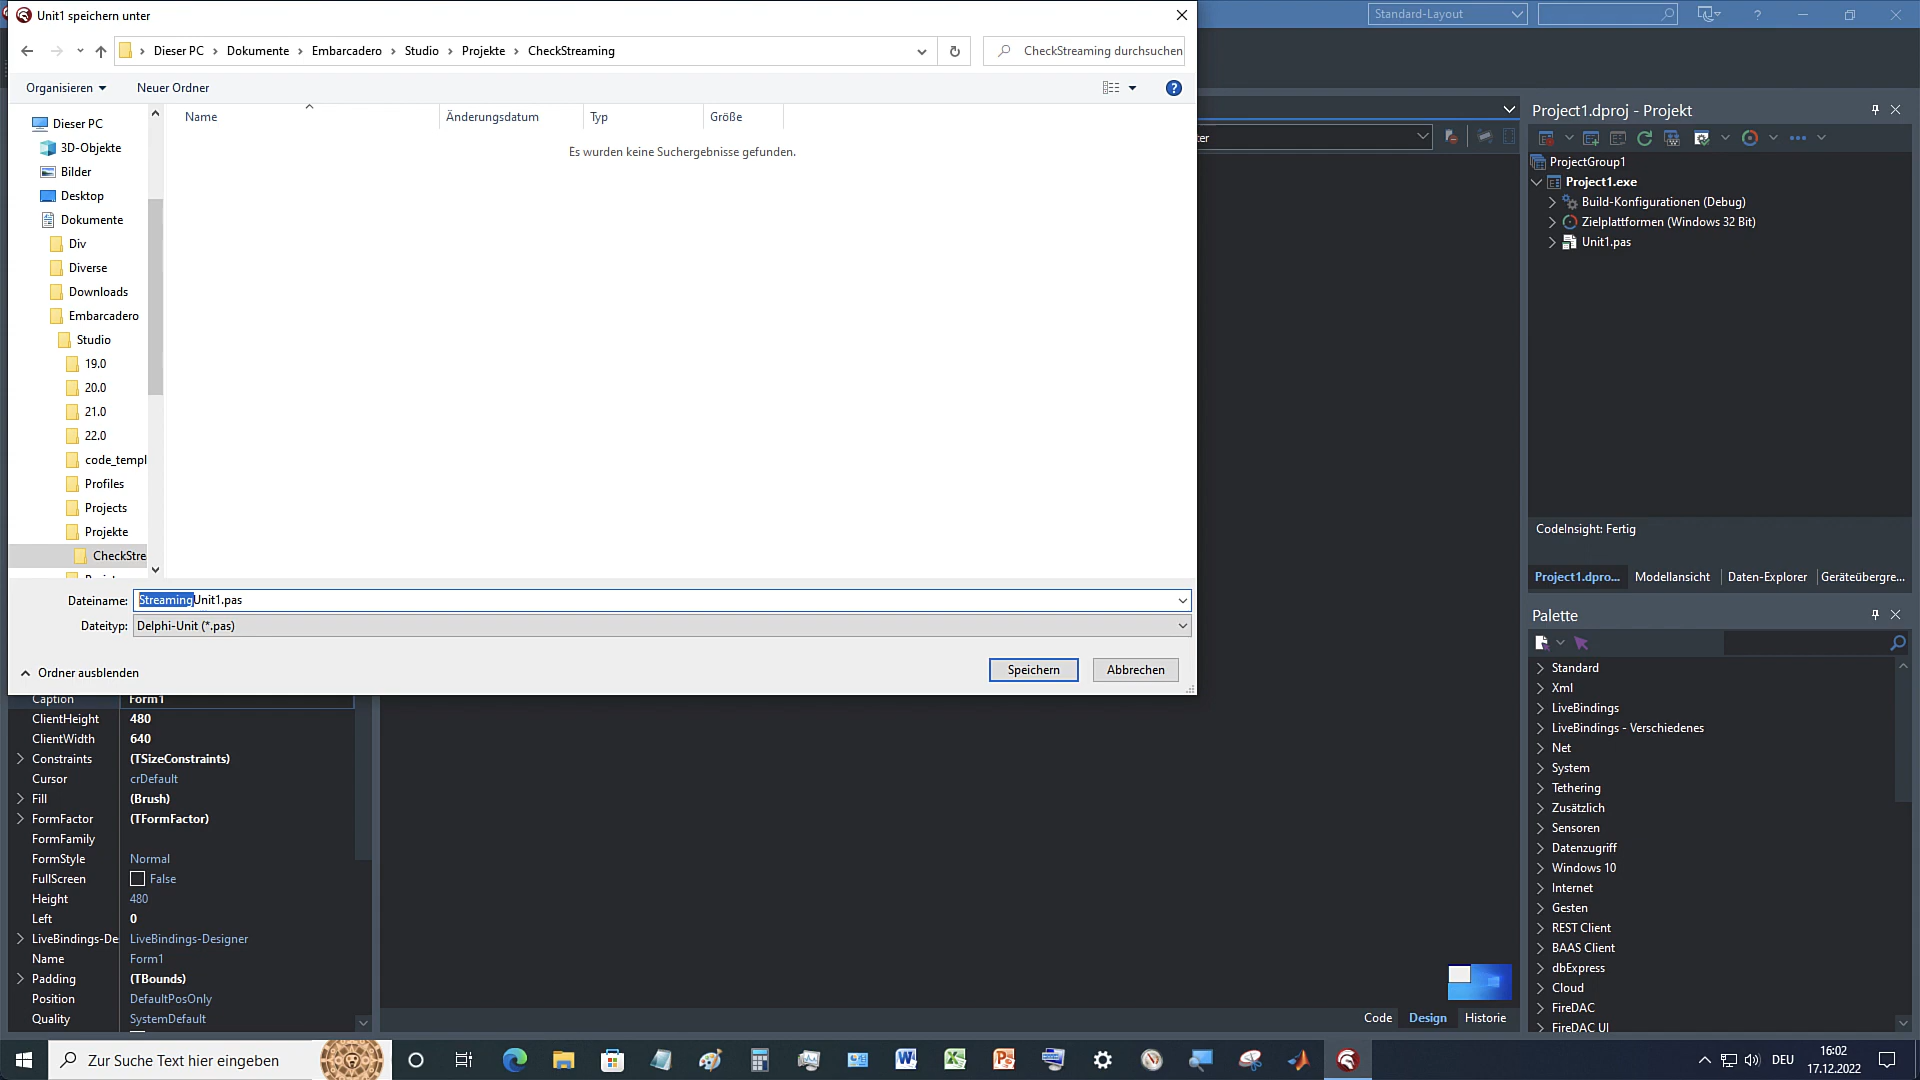 Unit1 speichern unter
Standard-Layout
Dieser PC
Dokumente
Embarcadero
Studio
Projekte
CheckStreaming
CheckStreaming durchsuchen
Organisieren
Neuer Ordner
Name
Änderungsdatum
Typ
Größe
Es wurden keine Suchergebnisse gefunden.
Dieser PC
3D-Objekte
Bilder
Desktop
Dokumente
Div
Diverse
Downloads
Embarcadero
Studio
19.0
20.0
21.0
22.0
code_templ
Profiles
Projects
Projekte
CheckStre
Dateiname: StreamingUnit1.pas
Dateityp: Delphi-Unit (*.pas)
Ordner ausblenden
Speichern
Abbrechen
Project1.dproj - Projekt
ProjectGroup1
Project1.exe
Build-Konfigurationen (Debug)
Zielplattformen (Windows 32 Bit)
Unit1.pas
CodeInsight: Fertig
Project1.dpro...
Modellansicht
Daten-Explorer
Geräteübergre...
Palette
Standard
Xml
LiveBindings
LiveBindings - Verschiedenes
Net
System
Tethering
Zusätzlich
Sensoren
Datenzugriff
Windows 10
Internet
Gesten
REST Client
BAAS Client
dbExpress
Cloud
FireDAC
FireDAC UI
Caption Form1
ClientHeight 480
ClientWidth 640
Constraints (TSizeConstraints)
Cursor crDefault
Fill (Brush)
FormFactor (TFormFactor)
FormFamily
FormStyle Normal
FullScreen False
Height 480
Left 0
LiveBindings-De LiveBindings-Designer
Name Form1
Padding (TBounds)
Position DefaultPosOnly
Quality SystemDefault
Code
Design
Historie
Zur Suche Text hier eingeben
DEU
16:02
17.12.2022